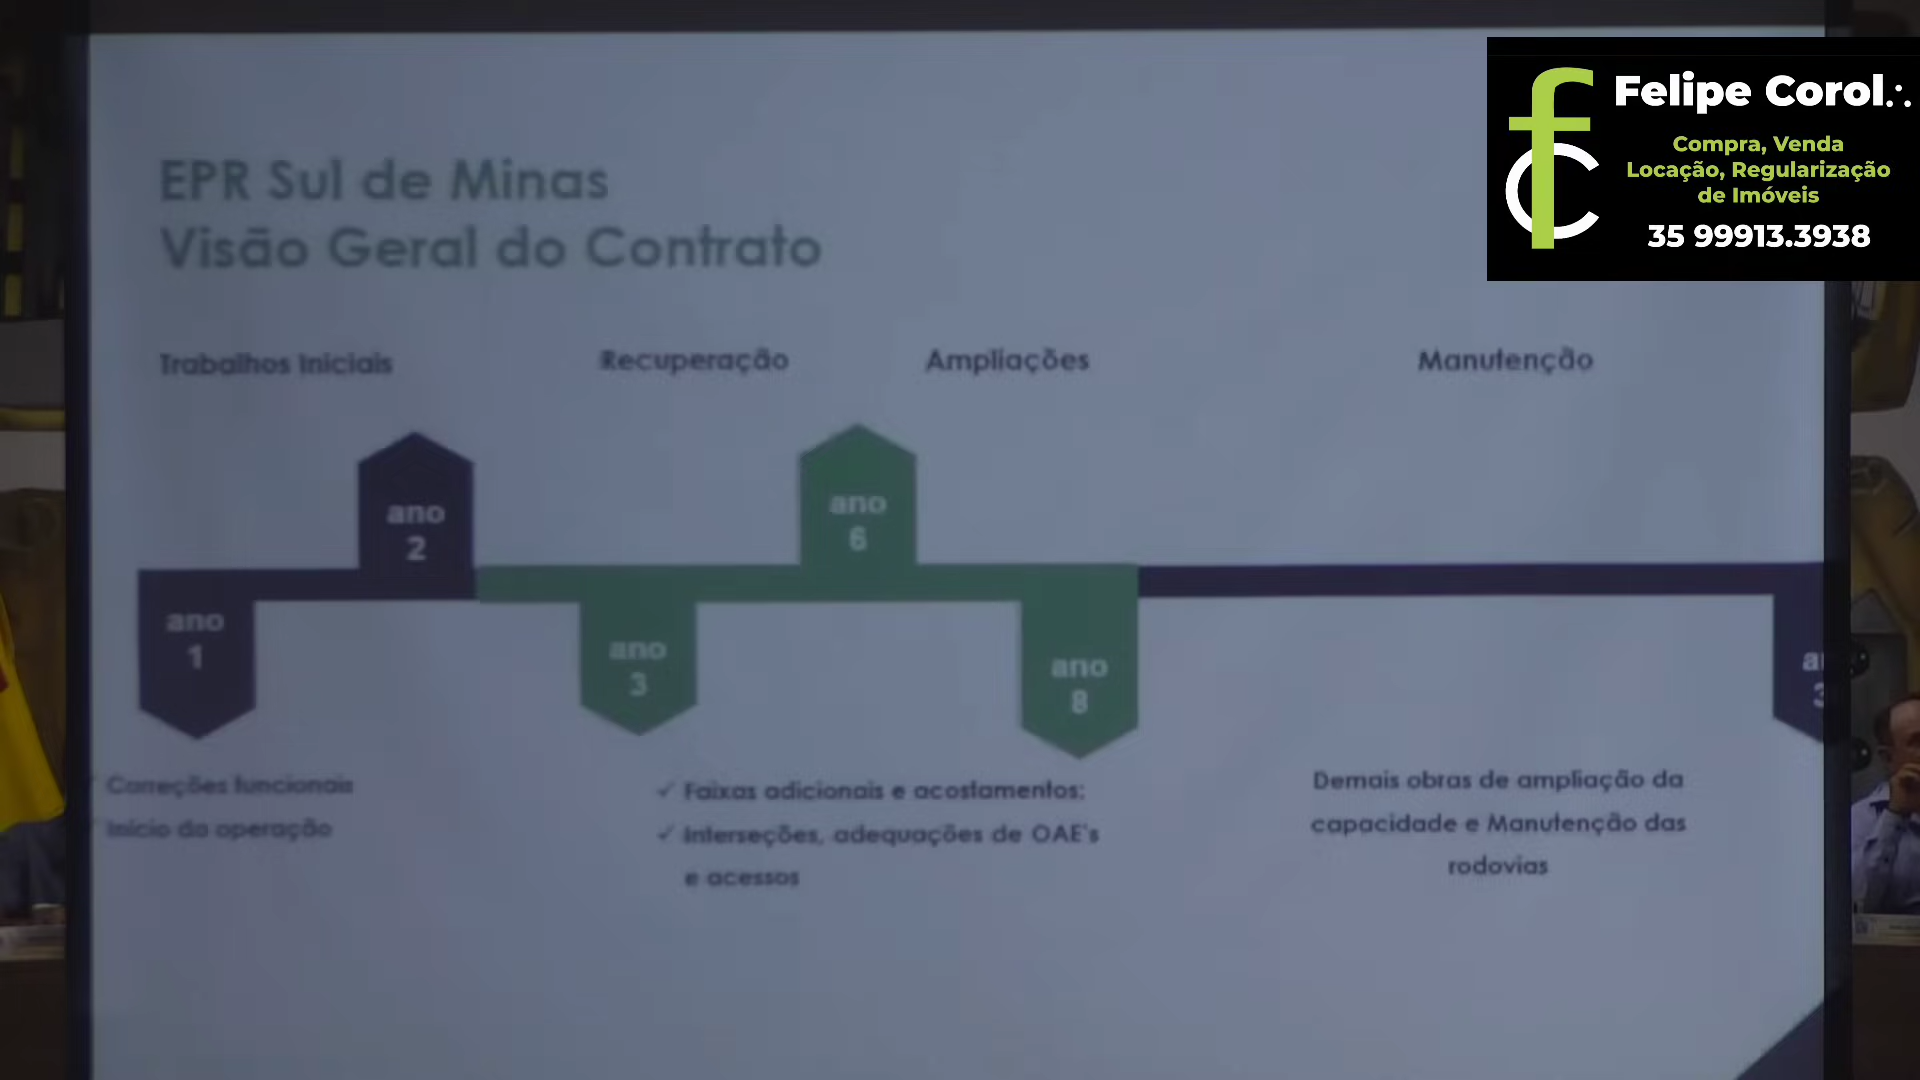 EPR Sul de Minas
Visão Geral do Contrato
Felipe Corol∴
Compra, Venda
Locação, Regularização
de Imóveis
35 99913.3938
Trabalhos Iniciais
Recuperação
Ampliações
Manutenção
ano
2
ano
6
ano
1
ano
3
ano
8
Correções funcionais
Início da operação
✓ Faixas adicionais e acostamentos;
✓ Interseções, adequações de OAE's
e acessos
Demais obras de ampliação da
capacidade e Manutenção das
rodovias